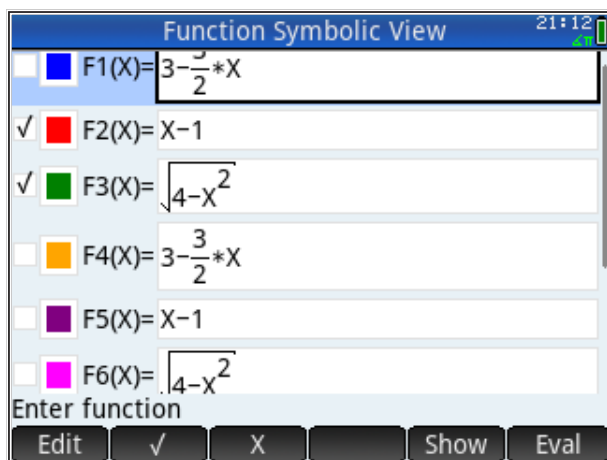 Function Symbolic View
21:12
∠π
F1(X)= 3-3/2*X
√ F2(X)= X-1
√ F3(X)= √(4-X²)
F4(X)= 3-3/2*X
F5(X)= X-1
F6(X)= √(4-X²)
Enter function
Edit √ X Show Eval